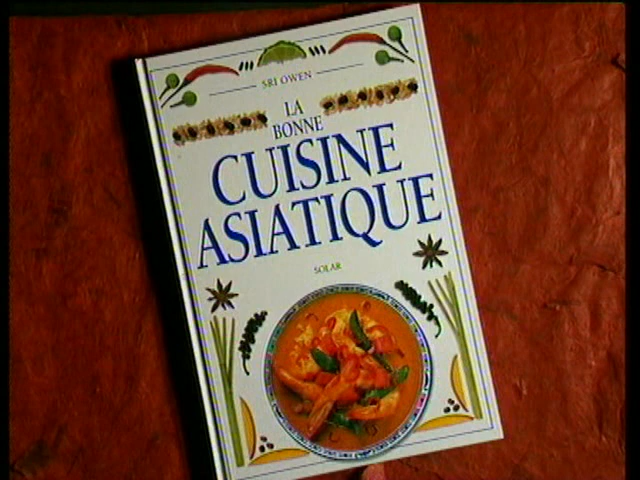 SRI OWEN
LA
BONNE
CUISINE
ASIATIQUE
SOLAR